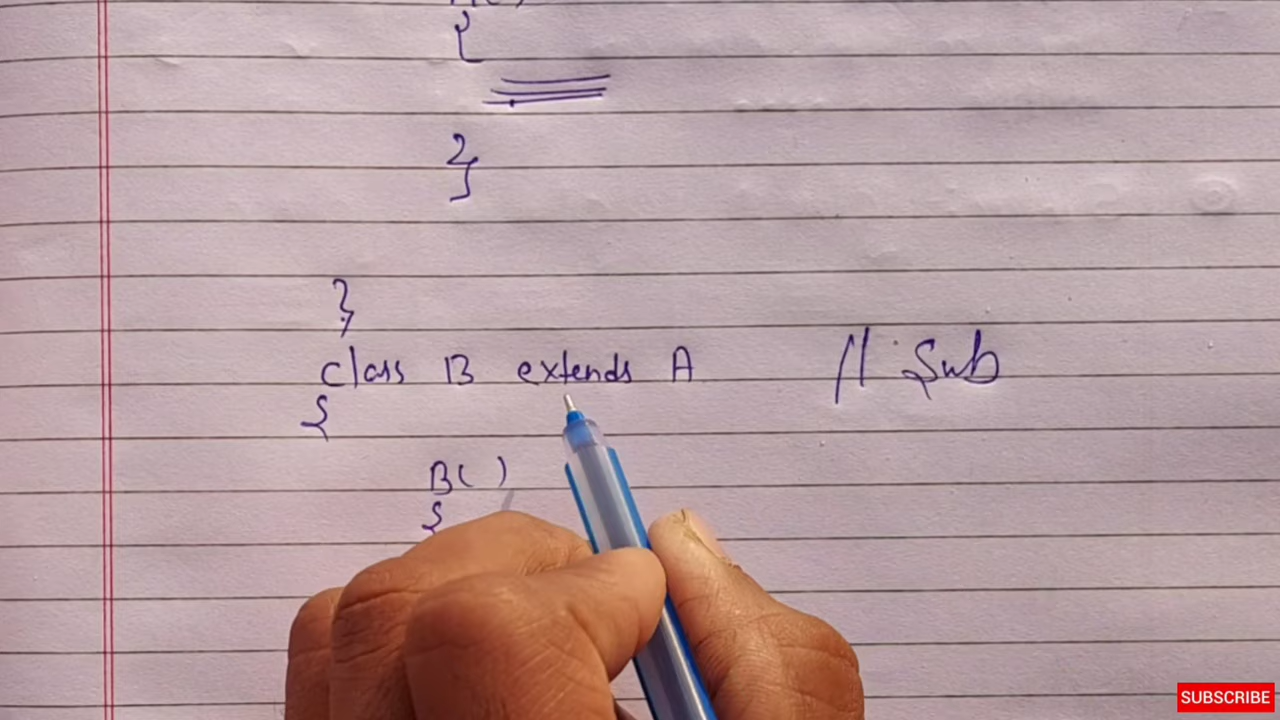 {
}
}
class B extends A // Sub
{
B( )
{
SUBSCRIBE